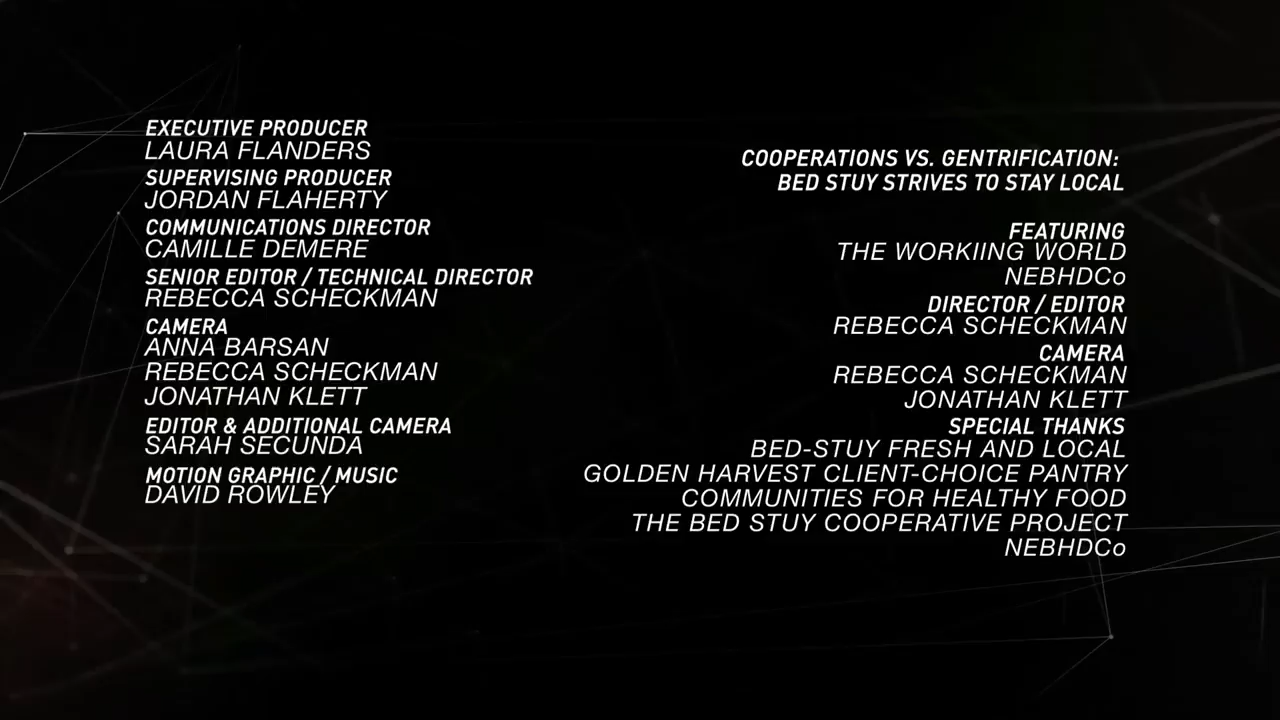 EXECUTIVE PRODUCER
LAURA FLANDERS
SUPERVISING PRODUCER
JORDAN FLAHERTY
COMMUNICATIONS DIRECTOR
CAMILLE DEMERE
SENIOR EDITOR / TECHNICAL DIRECTOR
REBECCA SCHECKMAN
CAMERA
ANNA BARSAN
REBECCA SCHECKMAN
JONATHAN KLETT
EDITOR & ADDITIONAL CAMERA
SARAH SECUNDA
MOTION GRAPHIC / MUSIC
DAVID ROWLEY
COOPERATIONS VS. GENTRIFICATION:
BED STUY STRIVES TO STAY LOCAL
FEATURING
THE WORKIING WORLD
NEBHDCo
DIRECTOR / EDITOR
REBECCA SCHECKMAN
CAMERA
REBECCA SCHECKMAN
JONATHAN KLETT
SPECIAL THANKS
BED-STUY FRESH AND LOCAL
GOLDEN HARVEST CLIENT-CHOICE PANTRY
COMMUNITIES FOR HEALTHY FOOD
THE BED STUY COOPERATIVE PROJECT
NEBHDCo